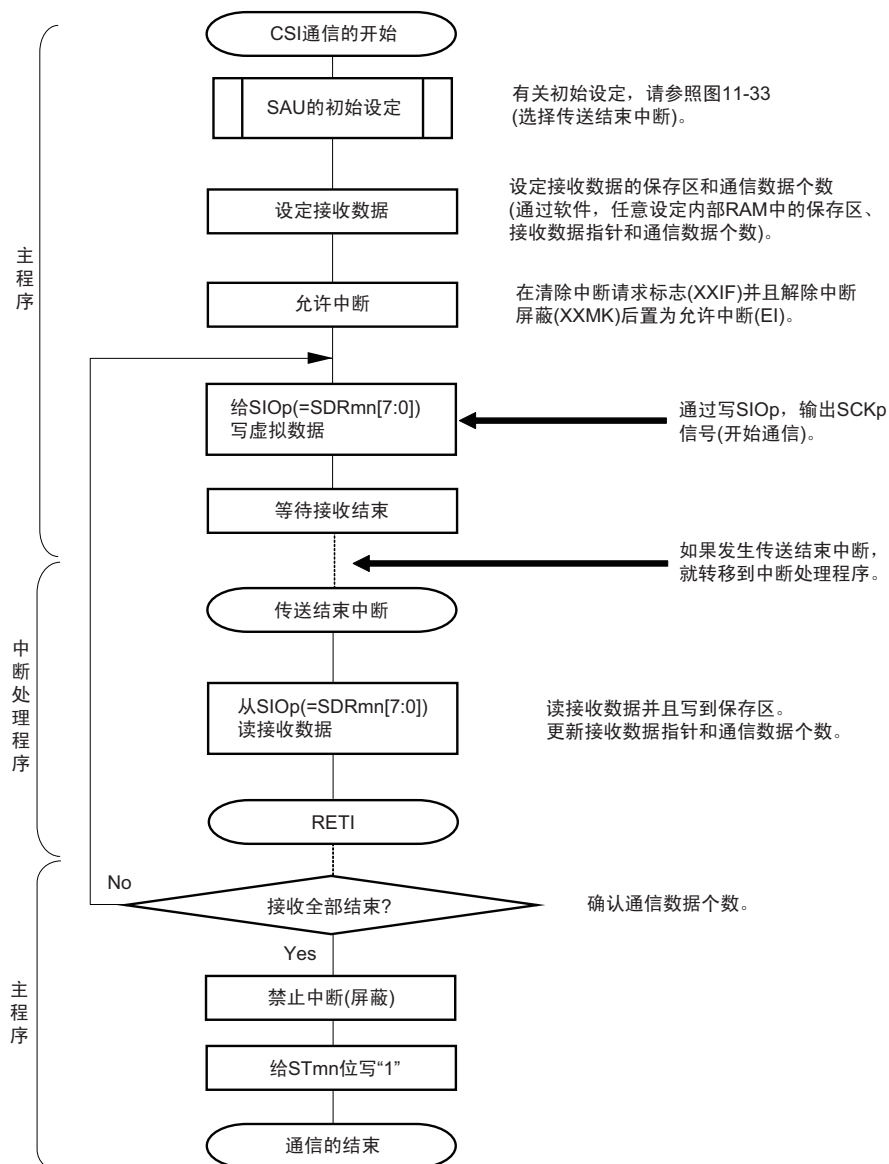 CSI通信的开始
SAU的初始设定
有关初始设定，请参照图11-33
(选择传送结束中断)。
设定接收数据
设定接收数据的保存区和通信数据个数
(通过软件，任意设定内部RAM中的保存区、
接收数据指针和通信数据个数)。
主程序
允许中断
在清除中断请求标志(XXIF)并且解除中断
屏蔽(XXMK)后置为允许中断(EI)。
给SIOp(=SDRmn[7:0])
写虚拟数据
通过写SIOp，输出SCKp
信号(开始通信)。
等待接收结束
如果发生传送结束中断，
就转移到中断处理程序。
传送结束中断
中断处理程序
从SIOp(=SDRmn[7:0])
读接收数据
读接收数据并且写到保存区。
更新接收数据指针和通信数据个数。
RETI
No
接收全部结束?
确认通信数据个数。
Yes
主程序
禁止中断(屏蔽)
给STmn位写“1”
通信的结束